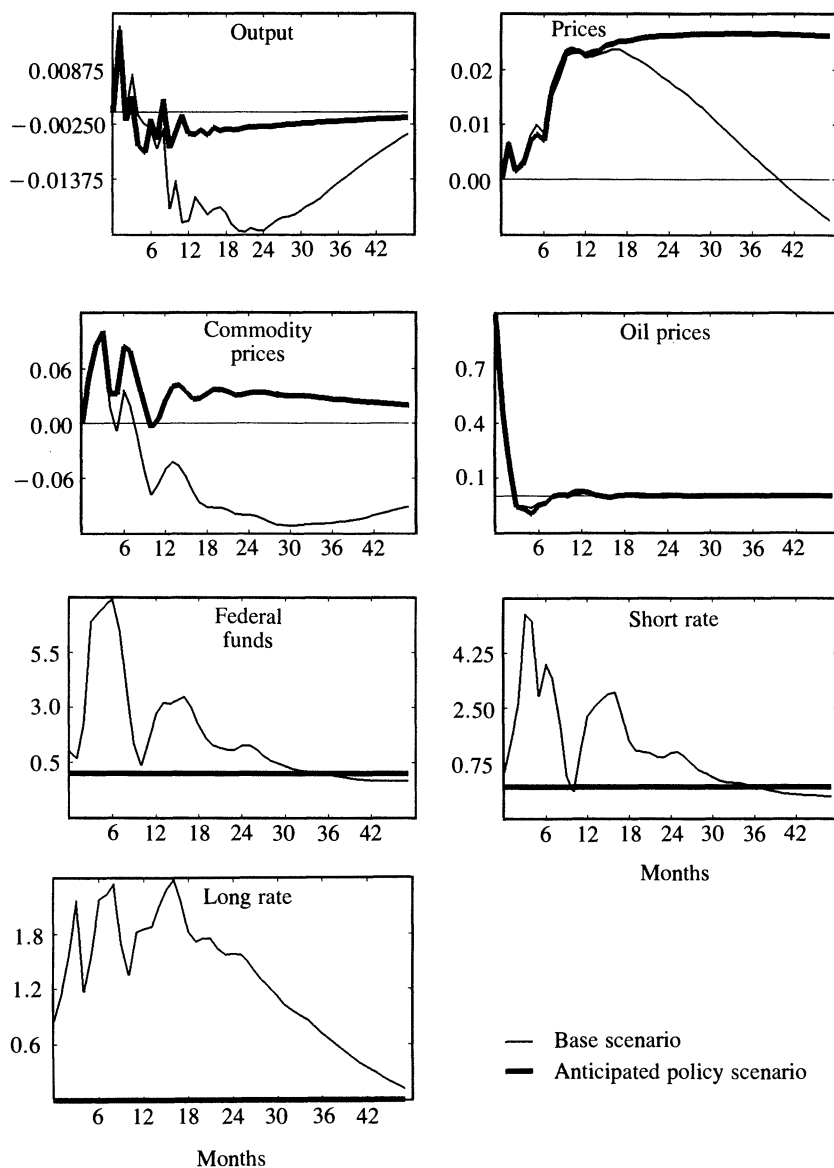 Output
0.00875
−0.00250
−0.01375
6 12 18 24 30 36 42
Prices
0.02
0.01
0.00
6 12 18 24 30 36 42
Commodity
prices
0.06
0.00
−0.06
6 12 18 24 30 36 42
Oil prices
0.7
0.4
0.1
6 12 18 24 30 36 42
Federal
funds
5.5
3.0
0.5
6 12 18 24 30 36 42
Short rate
4.25
2.50
0.75
6 12 18 24 30 36 42
Months
Long rate
1.8
1.2
0.6
6 12 18 24 30 36 42
Months
Base scenario
Anticipated policy scenario